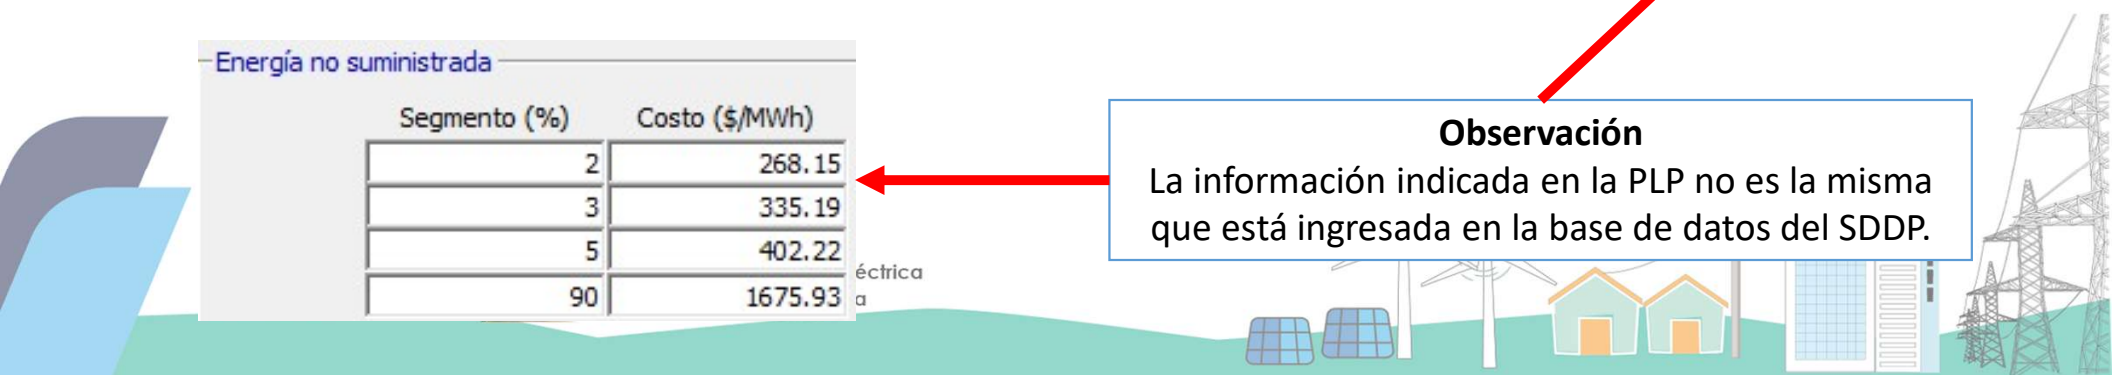 Energía no suministrada
Segmento (%) Costo ($/MWh)
2 268.15
3 335.19
5 402.22
90 1675.93
éctrica
a
Observación
La información indicada en la PLP no es la misma
que está ingresada en la base de datos del SDDP.